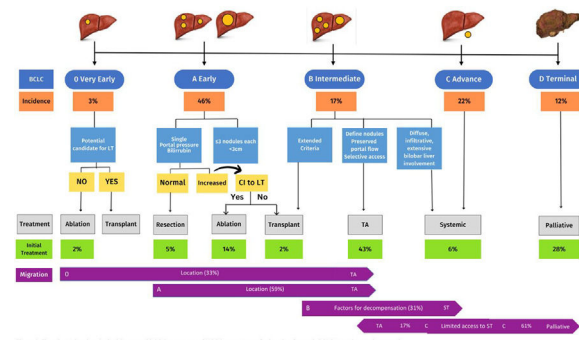 BCLC
0 Very Early
A Early
B Intermediate
C Advance
D Terminal
Incidence
3%
46%
17%
22%
12%
Potential
candidate for LT
Single
Portal pressure
Bilirrubin
≤3 nodules each
<3cm
Extended
Criteria
Define nodules
Preserved
portal flow
Selective access
Diffuse,
infiltrative,
extensive
bilobar liver
involvement
NO
YES
Normal
Increased
CI to LT
Yes No
Treatment
Ablation
Transplant
Resection
Ablation
Transplant
TA
Systemic
Palliative
Initial
Treatment
2%
5%
14%
2%
43%
6%
28%
Migration
0 Location (33%) TA
A Location (59%) TA
B Factors for decompensation (31%) ST
TA 17% C Limited access to ST C 61% Palliative